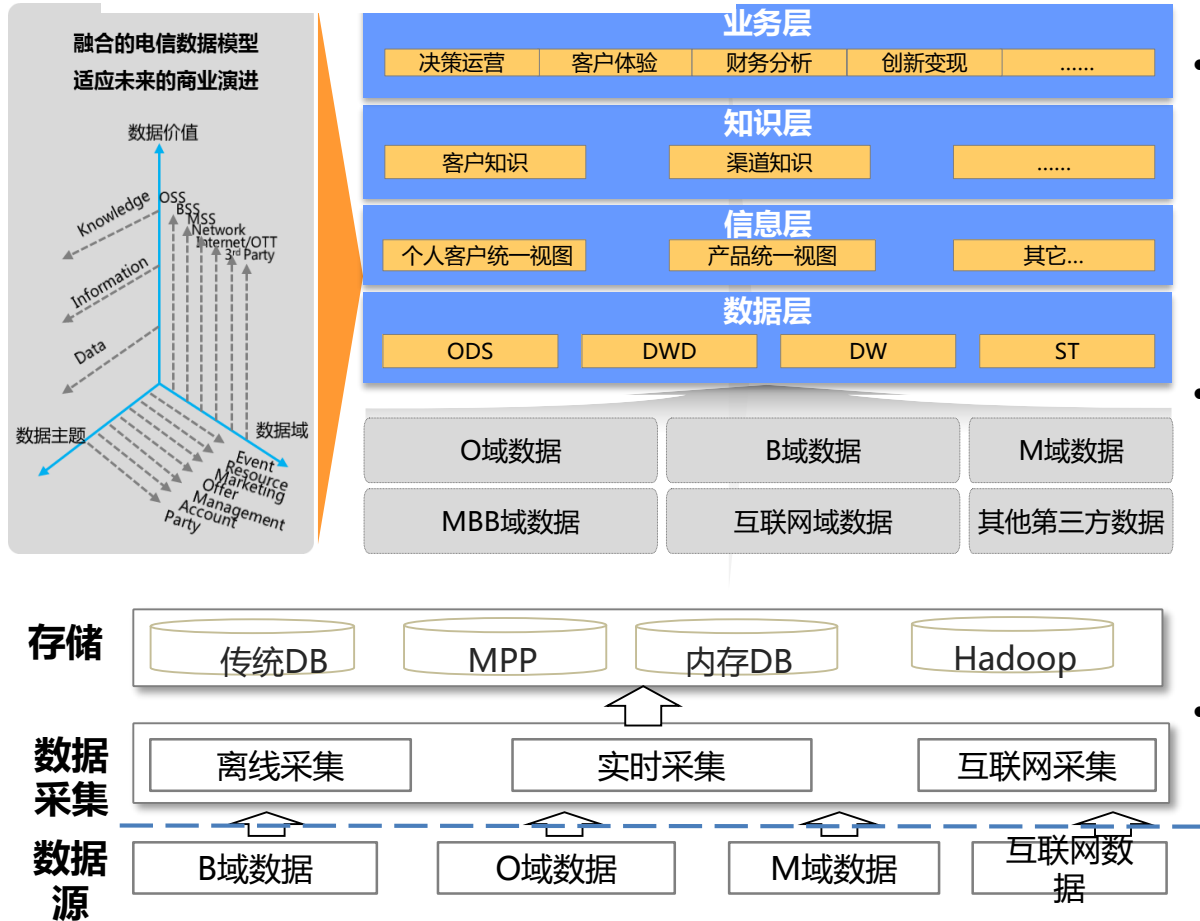 融合的电信数据模型
适应未来的商业演进
数据价值
Knowledge
Information
Data
OSS
BSS
MSS
Network
Internet/OTT
3rd Party
数据主题
数据域
Event
Resource
Marketing
Offer
Management
Account
Party
业务层
决策运营
客户体验
财务分析
创新变现
......
知识层
客户知识
渠道知识
......
信息层
个人客户统一视图
产品统一视图
其它...
数据层
ODS
DWD
DW
ST
O域数据
B域数据
M域数据
MBB域数据
互联网域数据
其他第三方数据
存储
传统DB
MPP
内存DB
Hadoop
数据
采集
离线采集
实时采集
互联网采集
数据
源
B域数据
O域数据
M域数据
互联网数
据